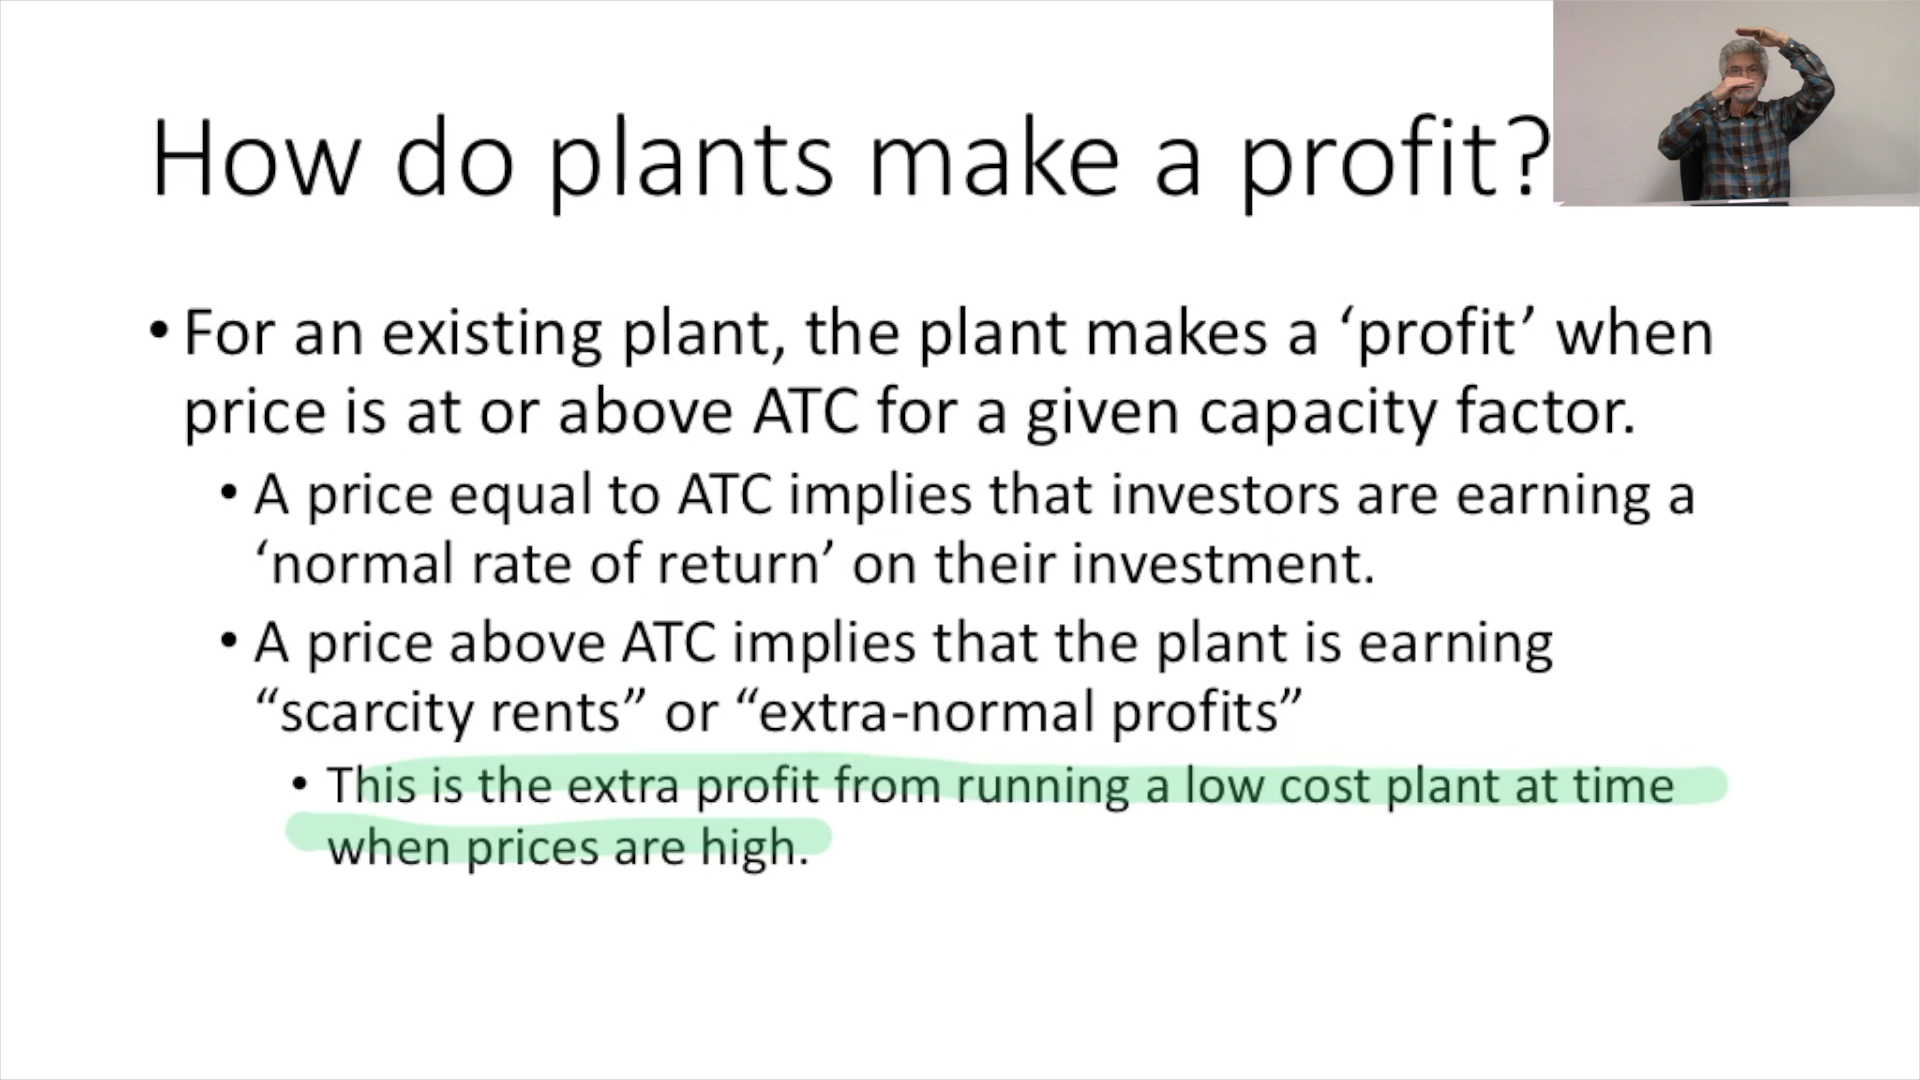 How do plants make a profit?
• For an existing plant, the plant makes a ‘profit’ when
price is at or above ATC for a given capacity factor.
• A price equal to ATC implies that investors are earning a
‘normal rate of return’ on their investment.
• A price above ATC implies that the plant is earning
“scarcity rents” or “extra-normal profits”
• This is the extra profit from running a low cost plant at time
when prices are high.